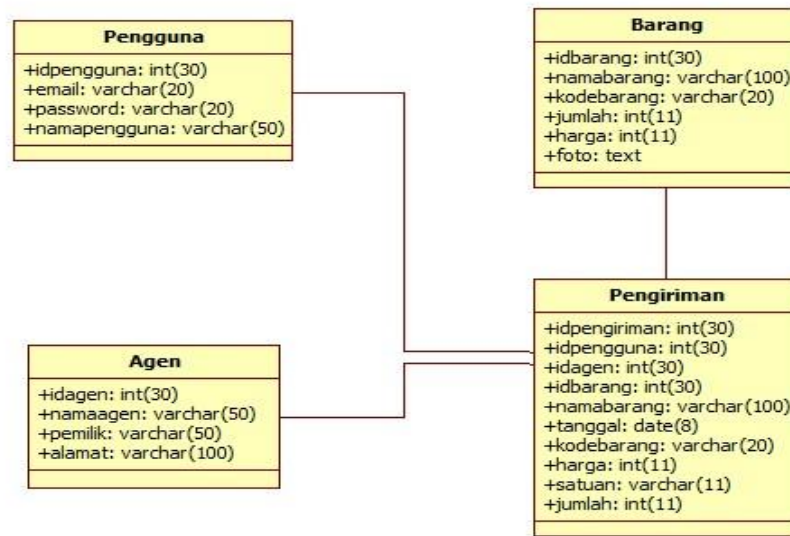 Pengguna
+idpengguna: int(30)
+email: varchar(20)
+password: varchar(20)
+namapengguna: varchar(50)
Barang
+idbarang: int(30)
+namabarang: varchar(100)
+kodebarang: varchar(20)
+jumlah: int(11)
+harga: int(11)
+foto: text
Agen
+idagen: int(30)
+namaagen: varchar(50)
+pemilik: varchar(50)
+alamat: varchar(100)
Pengiriman
+idpengiriman: int(30)
+idpengguna: int(30)
+idagen: int(30)
+idbarang: int(30)
+namabarang: varchar(100)
+tanggal: date(8)
+kodebarang: varchar(20)
+harga: int(11)
+satuan: varchar(11)
+jumlah: int(11)